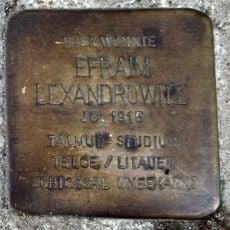 HIER WOHNTE
EFRAIM
LEXANDROWITZ
JG. 1915
TALMUD-STUDIUM
TELCE / LITAUEN
SCHICKSAL UNBEKANNT